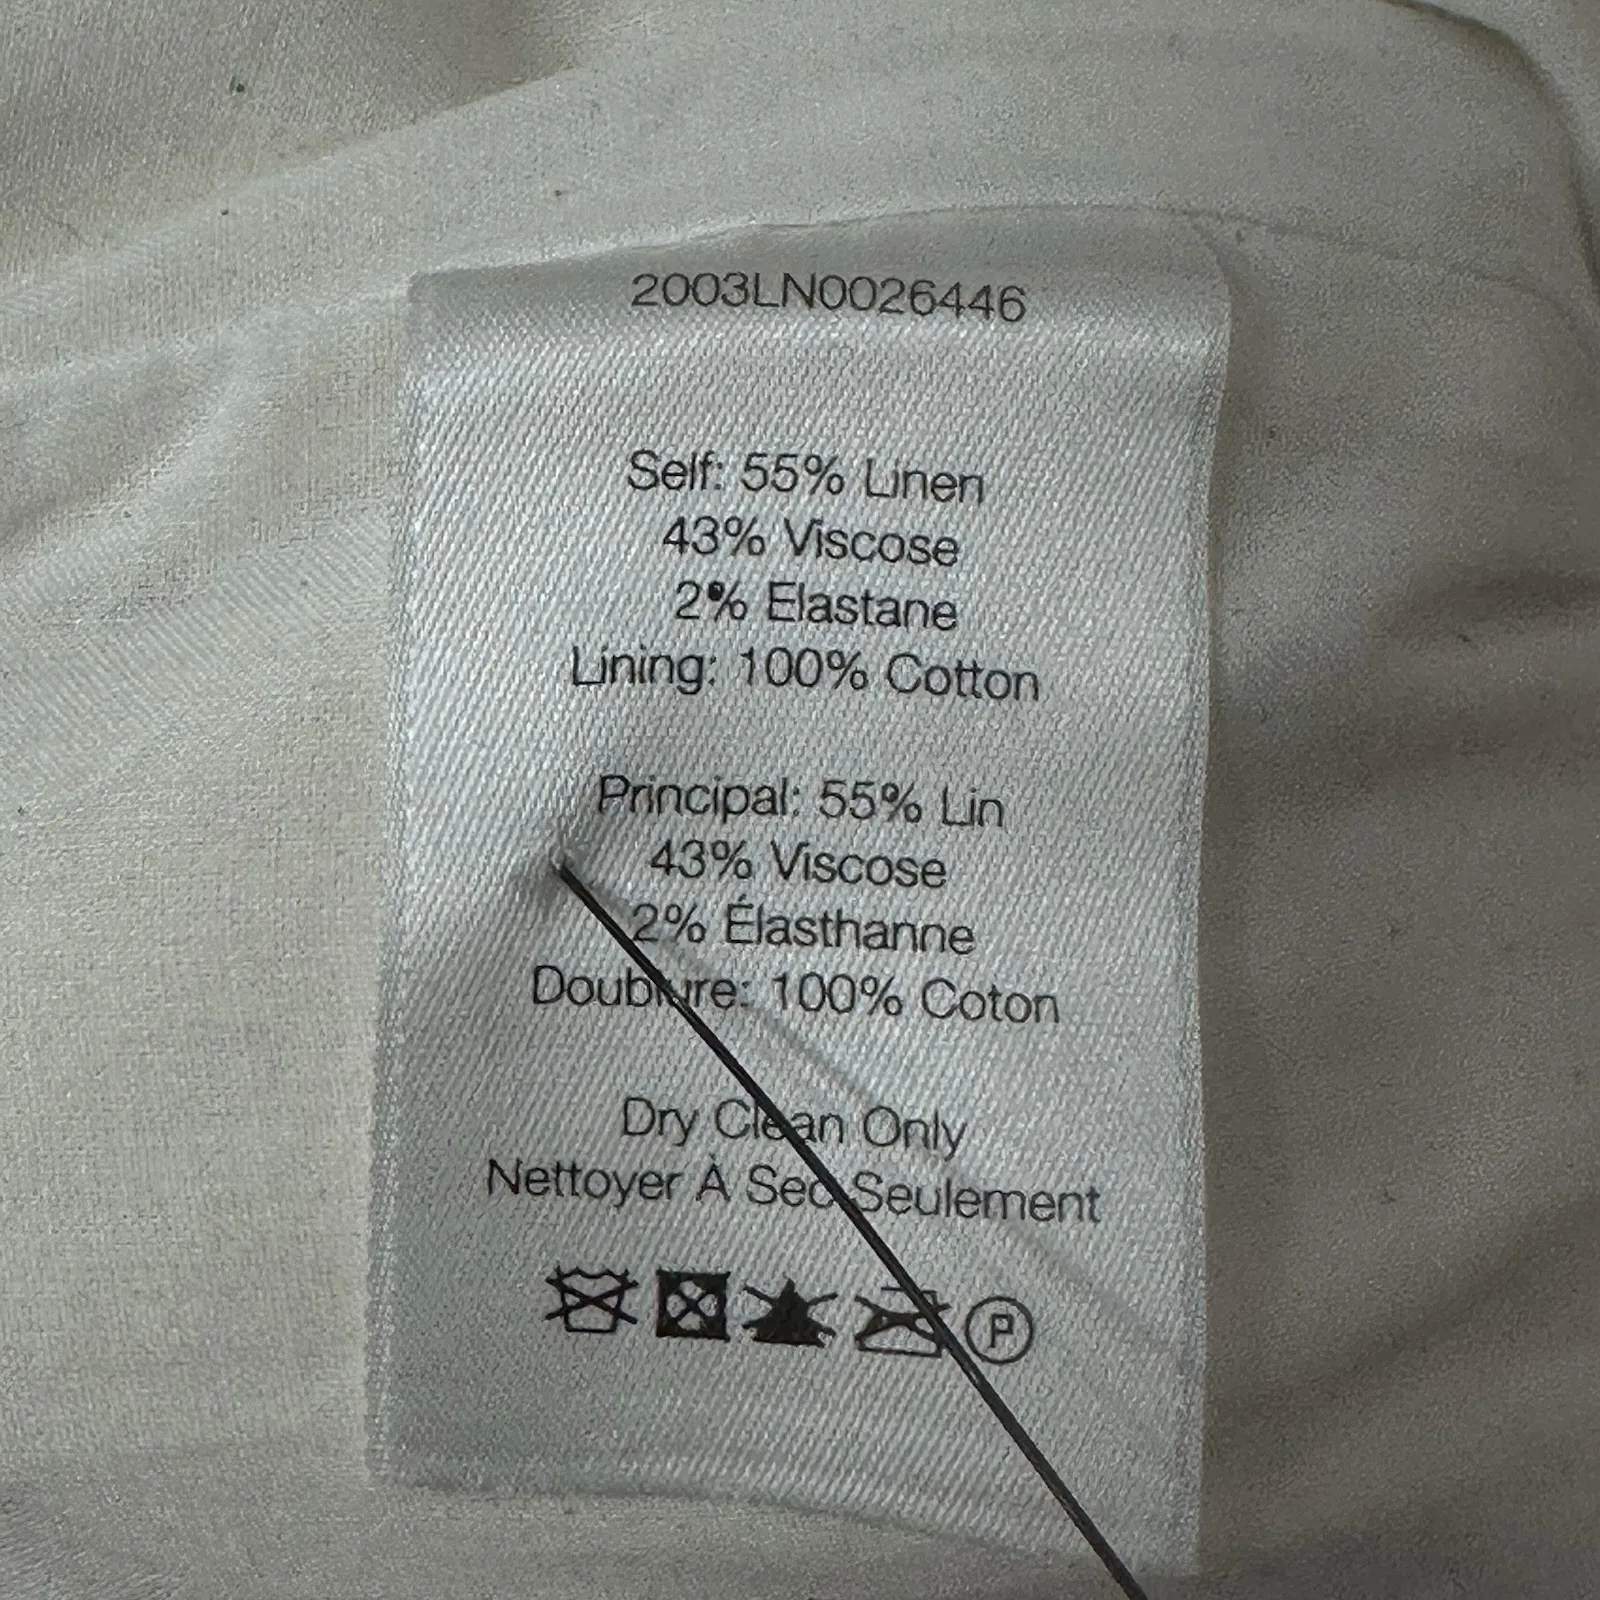 2003LN0026446
Self: 55% Linen
43% Viscose
2% Elastane
Lining: 100% Cotton
Principal: 55% Lin
43% Viscose
2% Élasthanne
Doublure: 100% Coton
Dry Clean Only
Nettoyer À Sec Seulement
P